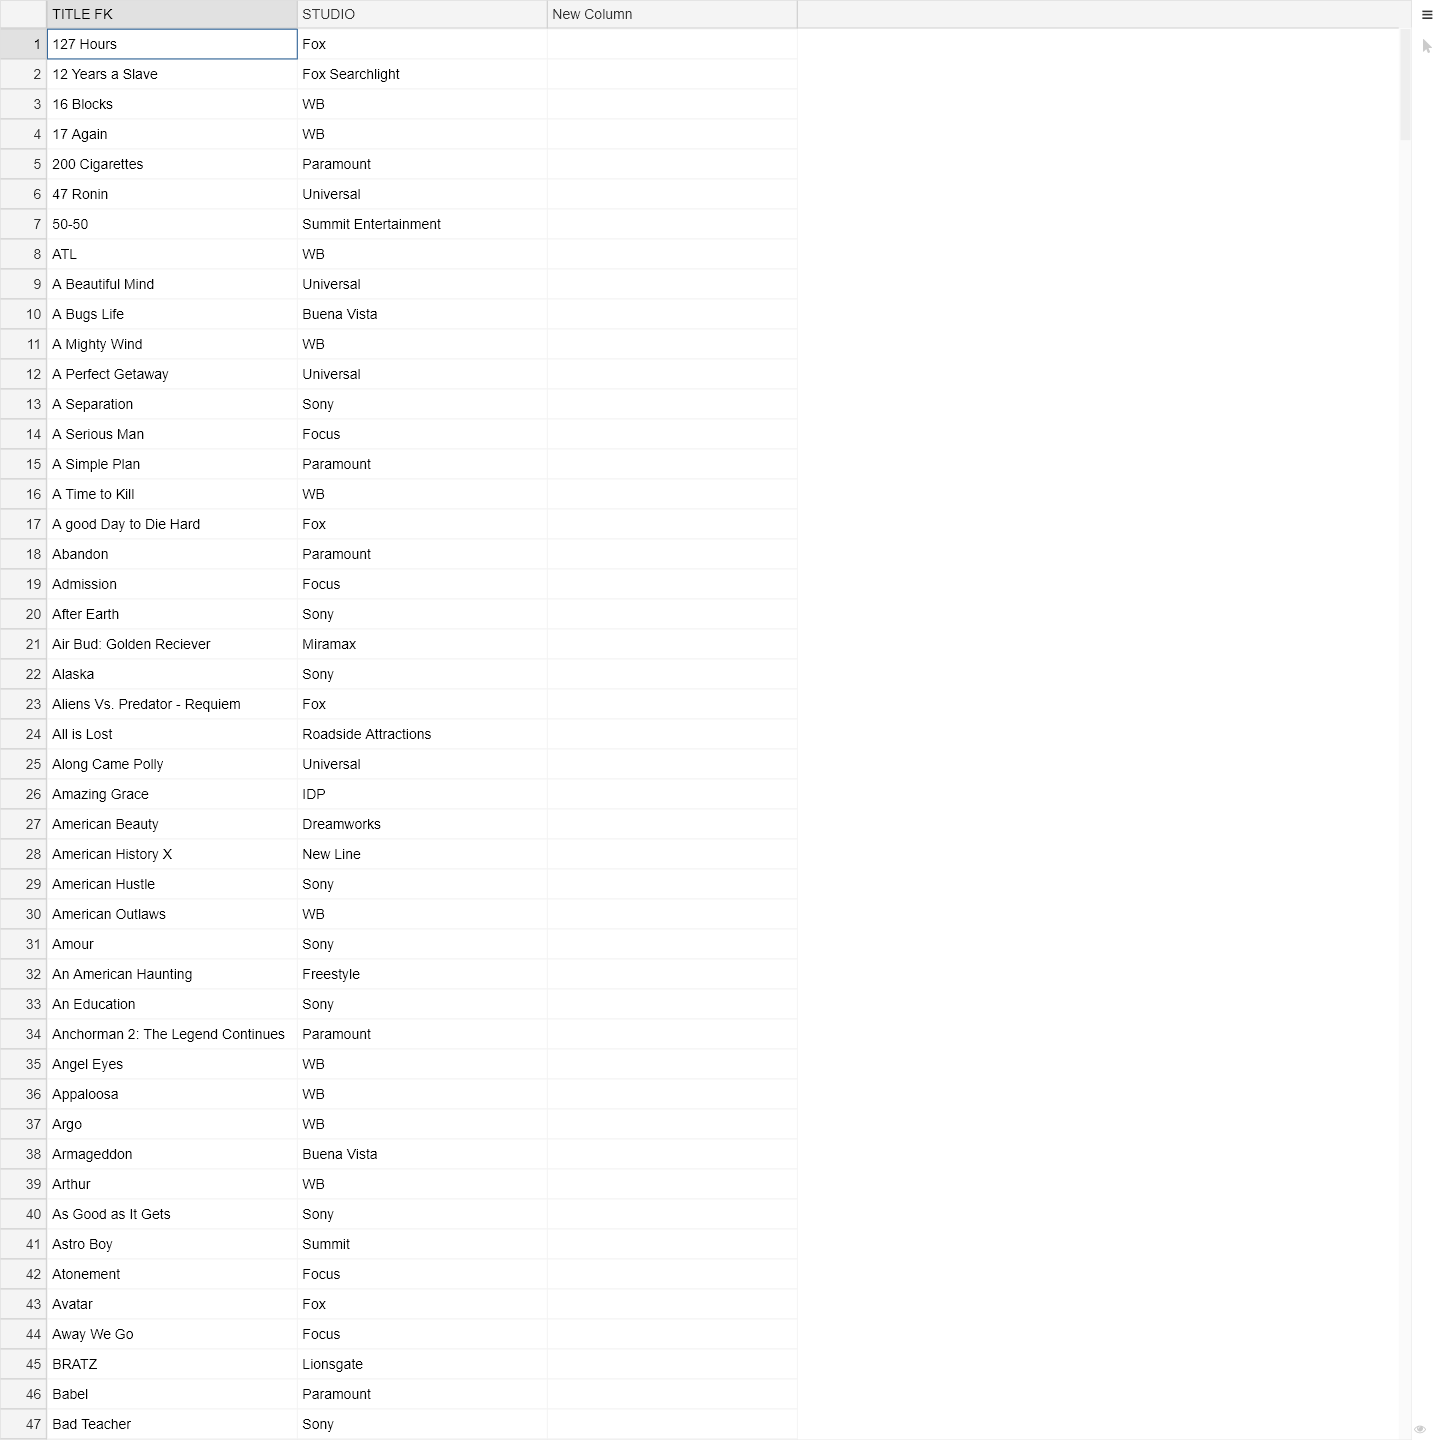 TITLE FK STUDIO New Column
1 127 Hours Fox
2 12 Years a Slave Fox Searchlight
3 16 Blocks WB
4 17 Again WB
5 200 Cigarettes Paramount
6 47 Ronin Universal
7 50-50 Summit Entertainment
8 ATL WB
9 A Beautiful Mind Universal
10 A Bugs Life Buena Vista
11 A Mighty Wind WB
12 A Perfect Getaway Universal
13 A Separation Sony
14 A Serious Man Focus
15 A Simple Plan Paramount
16 A Time to Kill WB
17 A good Day to Die Hard Fox
18 Abandon Paramount
19 Admission Focus
20 After Earth Sony
21 Air Bud: Golden Reciever Miramax
22 Alaska Sony
23 Aliens Vs. Predator - Requiem Fox
24 All is Lost Roadside Attractions
25 Along Came Polly Universal
26 Amazing Grace IDP
27 American Beauty Dreamworks
28 American History X New Line
29 American Hustle Sony
30 American Outlaws WB
31 Amour Sony
32 An American Haunting Freestyle
33 An Education Sony
34 Anchorman 2: The Legend Continues Paramount
35 Angel Eyes WB
36 Appaloosa WB
37 Argo WB
38 Armageddon Buena Vista
39 Arthur WB
40 As Good as It Gets Sony
41 Astro Boy Summit
42 Atonement Focus
43 Avatar Fox
44 Away We Go Focus
45 BRATZ Lionsgate
46 Babel Paramount
47 Bad Teacher Sony